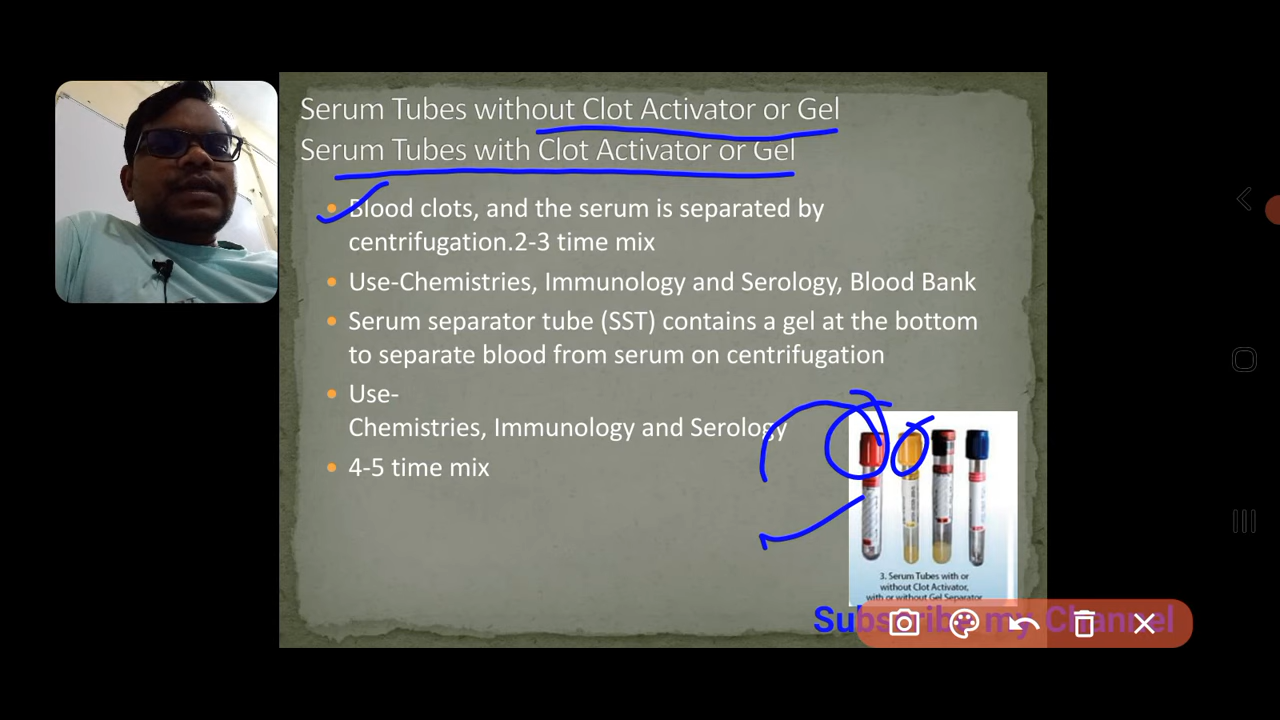 Serum Tubes without Clot Activator or Gel
Serum Tubes with Clot Activator or Gel
• Blood clots, and the serum is separated by
centrifugation.2-3 time mix
• Use-Chemistries, Immunology and Serology, Blood Bank
• Serum separator tube (SST) contains a gel at the bottom
to separate blood from serum on centrifugation
• Use-
Chemistries, Immunology and Serology
• 4-5 time mix
3. Serum Tubes with or
without Clot Activator,
with or without Gel Separator
Subscribe my Channel